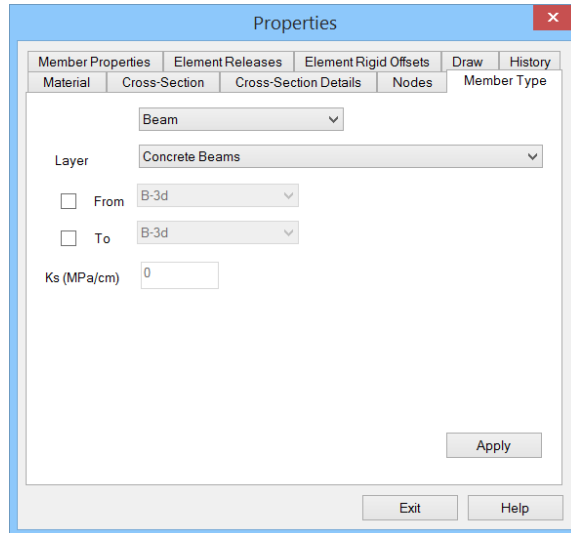 Properties
x
Member Properties Element Releases Element Rigid Offsets Draw History
Material Cross-Section Cross-Section Details Nodes Member Type
Beam
Layer Concrete Beams
From B-3d
To B-3d
Ks (MPa/cm) 0
Apply
Exit Help